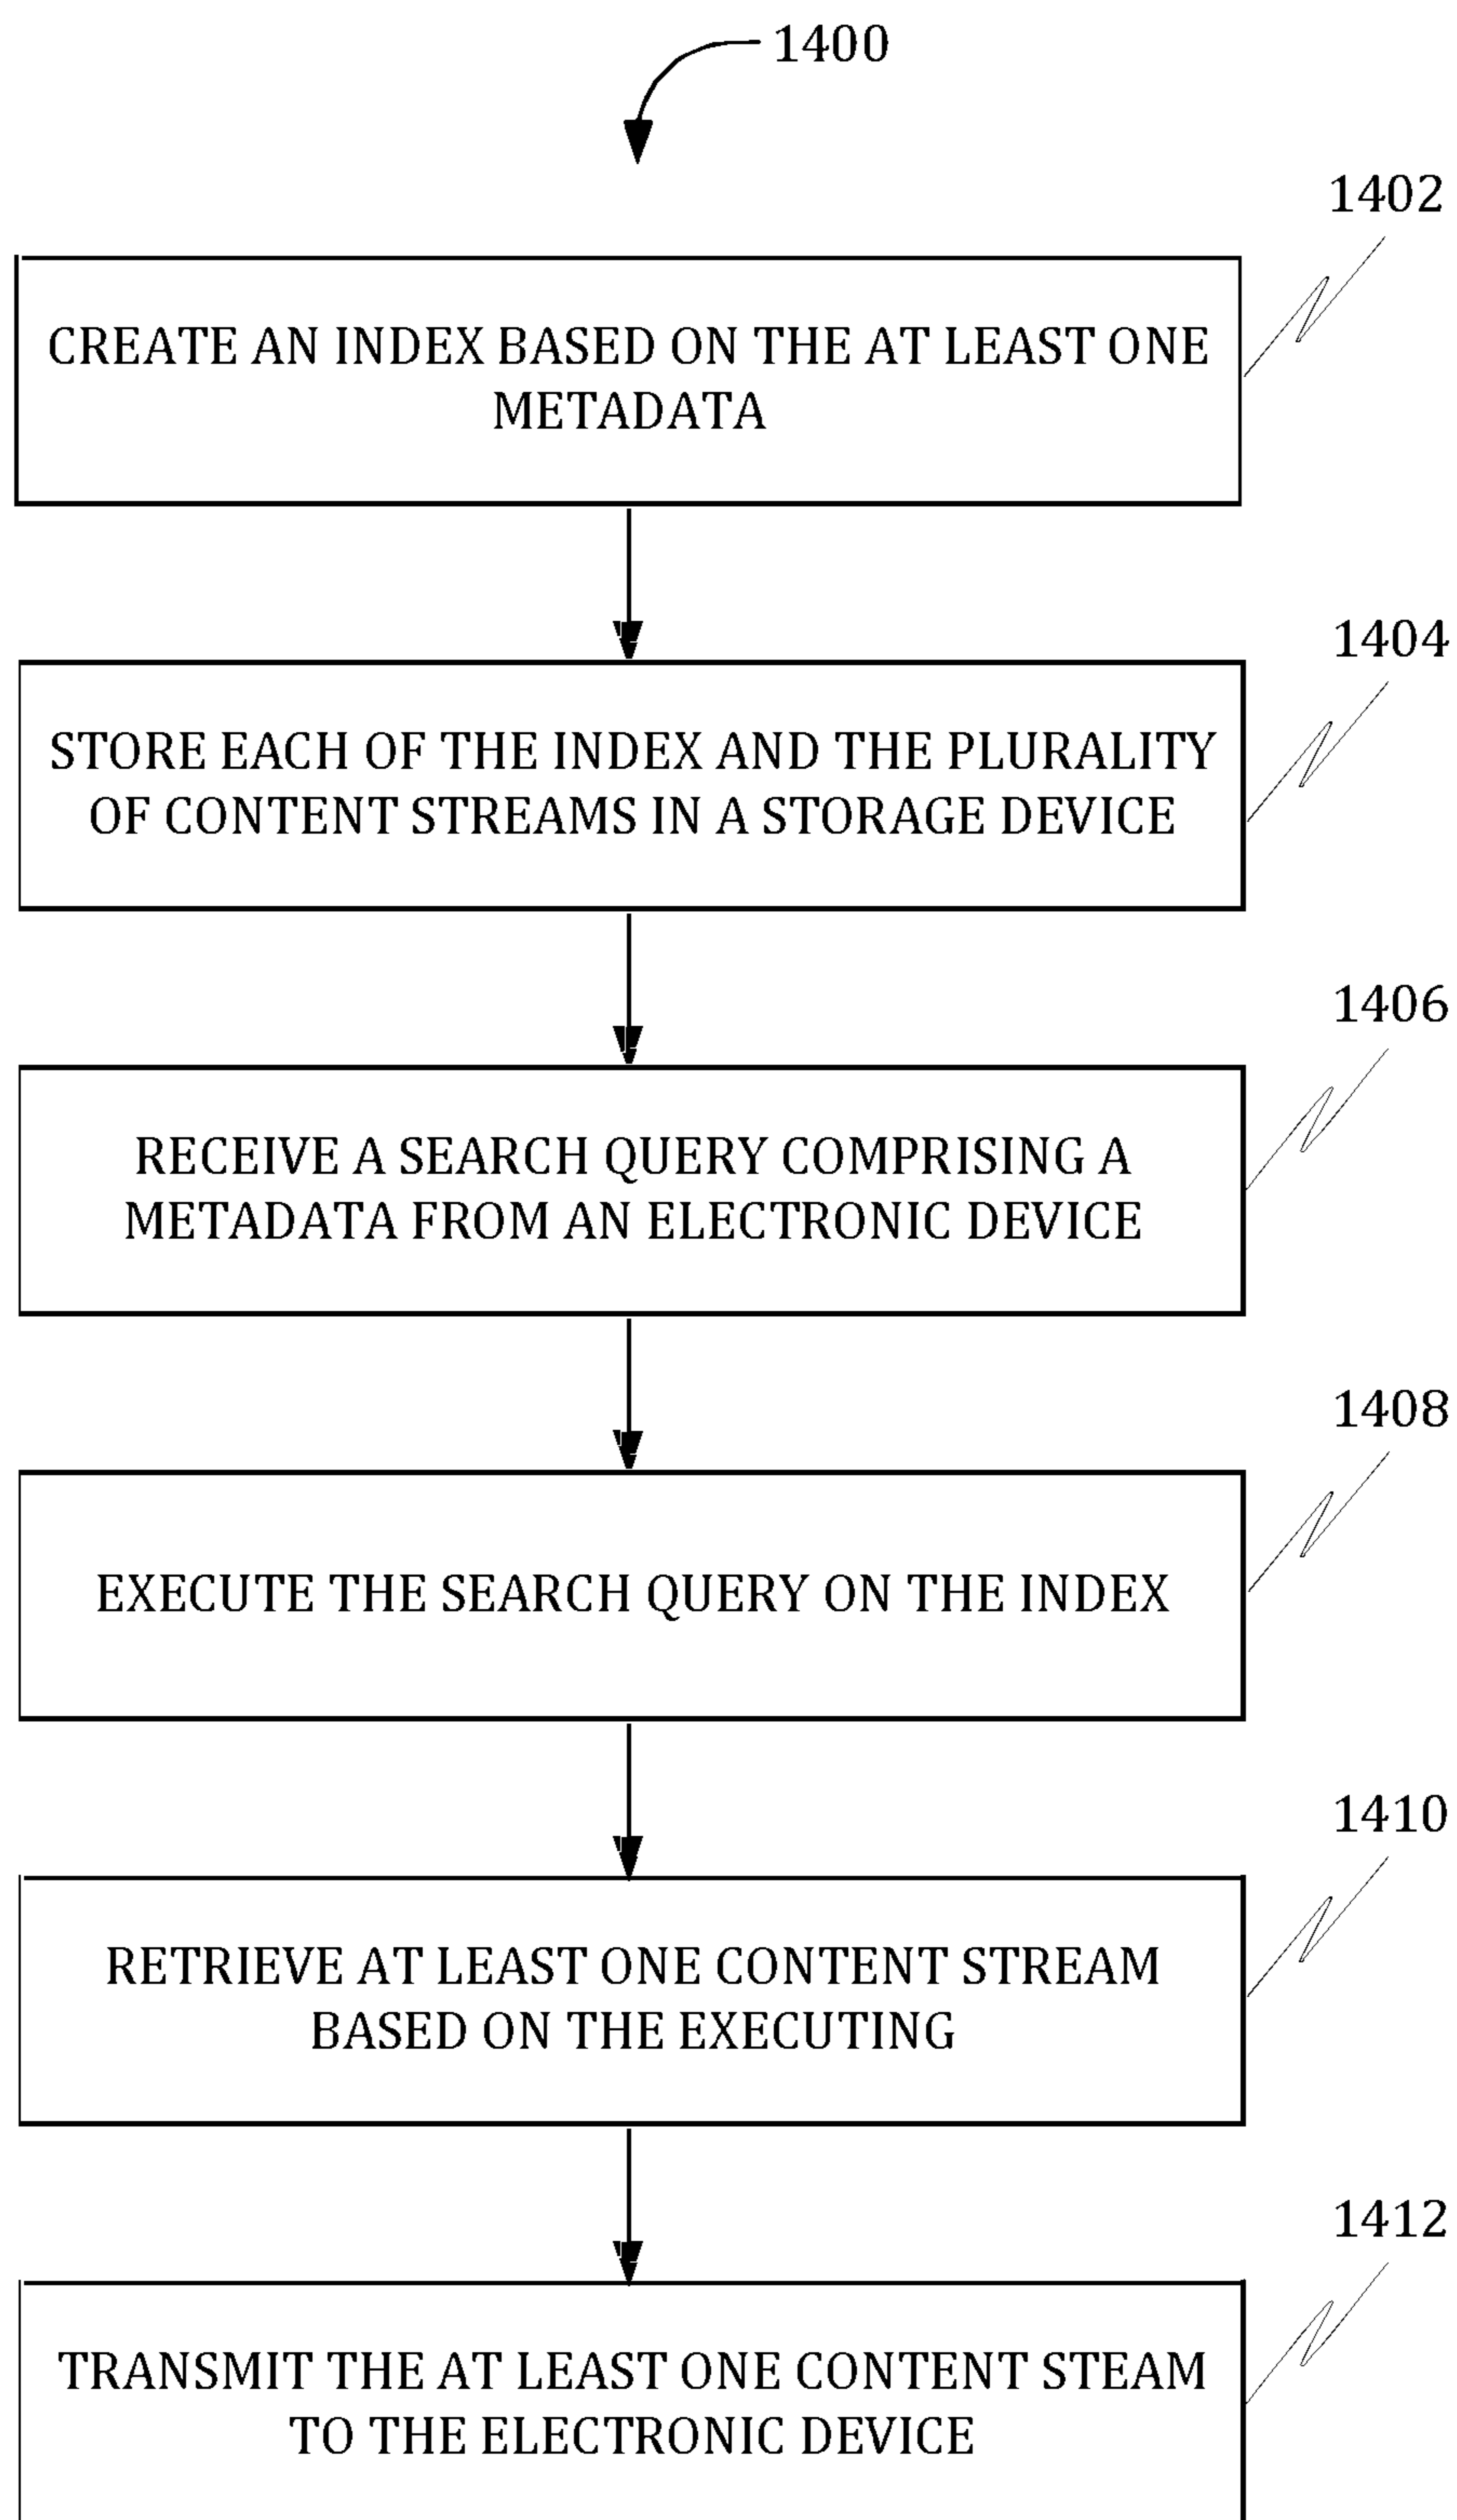 1400
1402
CREATE AN INDEX BASED ON THE AT LEAST ONE
METADATA
1404
STORE EACH OF THE INDEX AND THE PLURALITY
OF CONTENT STREAMS IN A STORAGE DEVICE
1406
RECEIVE A SEARCH QUERY COMPRISING A
METADATA FROM AN ELECTRONIC DEVICE
1408
EXECUTE THE SEARCH QUERY ON THE INDEX
1410
RETRIEVE AT LEAST ONE CONTENT STREAM
BASED ON THE EXECUTING
1412
TRANSMIT THE AT LEAST ONE CONTENT STEAM
TO THE ELECTRONIC DEVICE